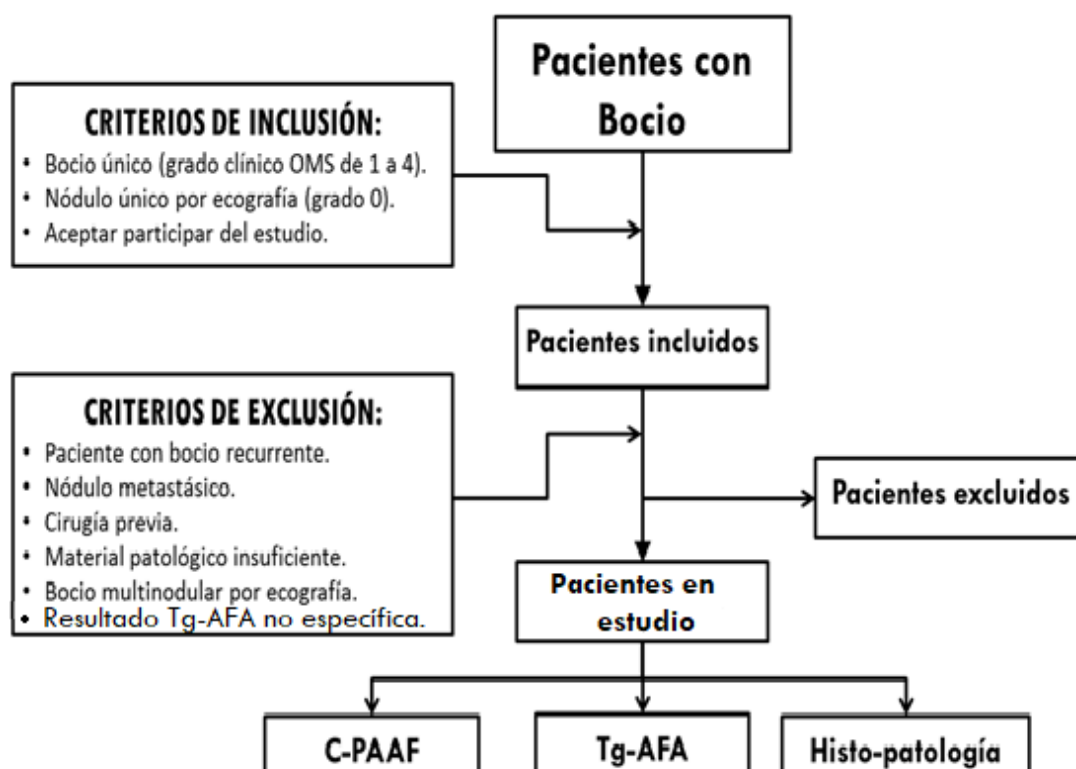 Pacientes con
Bocio
CRITERIOS DE INCLUSIÓN:
• Bocio único (grado clínico OMS de 1 a 4).
• Nódulo único por ecografía (grado 0).
• Aceptar participar del estudio.
Pacientes incluidos
CRITERIOS DE EXCLUSIÓN:
• Paciente con bocio recurrente.
• Nódulo metastásico.
• Cirugía previa.
• Material patológico insuficiente.
• Bocio multinodular por ecografía.
• Resultado Tg-AFA no específica.
Pacientes excluidos
Pacientes en
estudio
C-PAAF
Tg-AFA
Histo-patología